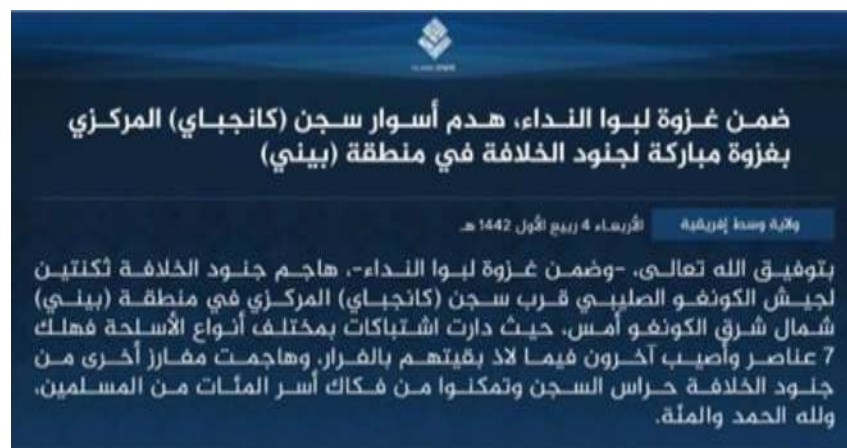 ضمن غزوة لبوا النداء، هدم أسوار سجن (كانجباي) المركزي
بغزوة مباركة لجنود الخلافة في منطقة (بيني)
ولاية وسط إفريقية
الأربعاء 4 ربيع الأول 1442 هـ
بتوفيق الله تعالى، -وضمن غزوة لبوا النداء-، هاجم جنود الخلافة ثكنتين
لجيش الكونغو الصليبي قرب سجن (كانجباي) المركزي في منطقة (بيني)
شمال شرق الكونغو أمس، حيث دارت اشتباكات بمختلف أنواع الأسلحة فهلك
7 عناصر وأصيب آخرون فيما لاذ بقيتهم بالفرار، وهاجمت مفارز أخرى من
جنود الخلافة حراس السجن وتمكنوا من فكاك أسر المئات من المسلمين،
ولله الحمد والمنّة.